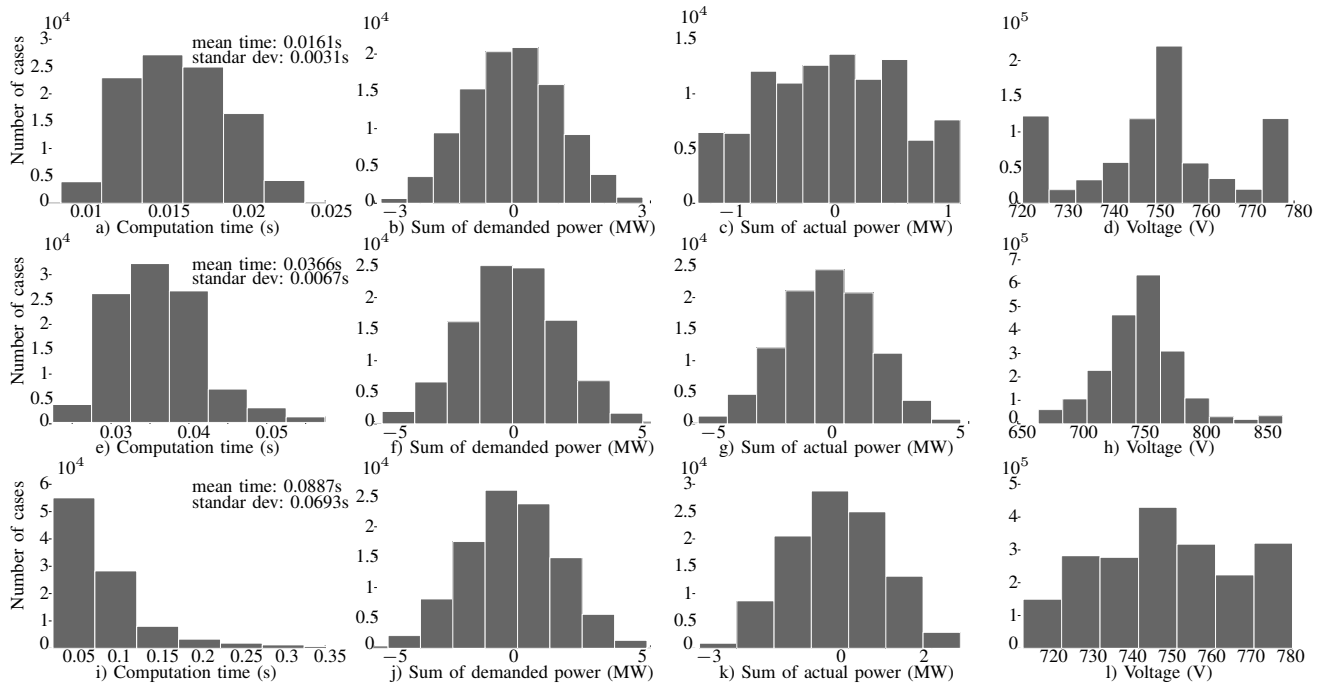 10^4
3
2.5
2
1.5
1
0.5
0
Number of cases
mean time: 0.0161s
standar dev: 0.0031s
0.01 0.015 0.02 0.025
a) Computation time (s)
10^4
2
1.5
1
0.5
0
−3 0 3
b) Sum of demanded power (MW)
10^4
1.5
1
0.5
0
−1 0 1
c) Sum of actual power (MW)
10^5
2
1
0
720 730 740 750 760 770 780
d) Voltage (V)
10^4
3
2.5
2
1.5
1
0.5
0
Number of cases
mean time: 0.0366s
standar dev: 0.0067s
0.03 0.04 0.05
e) Computation time (s)
10^4
2.5
2
1.5
1
0.5
0
−5 0 5
f) Sum of demanded power (MW)
10^4
2.5
2
1.5
1
0.5
0
−5 0 5
g) Sum of actual power (MW)
10^5
7
6
5
4
3
2
1
0
650 700 750 800 850
h) Voltage (V)
10^4
6
5
4
3
2
1
0
Number of cases
mean time: 0.0887s
standar dev: 0.0693s
0.05 0.1 0.15 0.2 0.25 0.3 0.35
i) Computation time (s)
10^4
2.5
2
1.5
1
0.5
0
−5 0 5
j) Sum of demanded power (MW)
10^4
3
2.5
2
1.5
1
0.5
0
−3 0 2
k) Sum of actual power (MW)
10^5
5
4
3
2
1
0
720 730 740 750 760 770 780
l) Voltage (V)